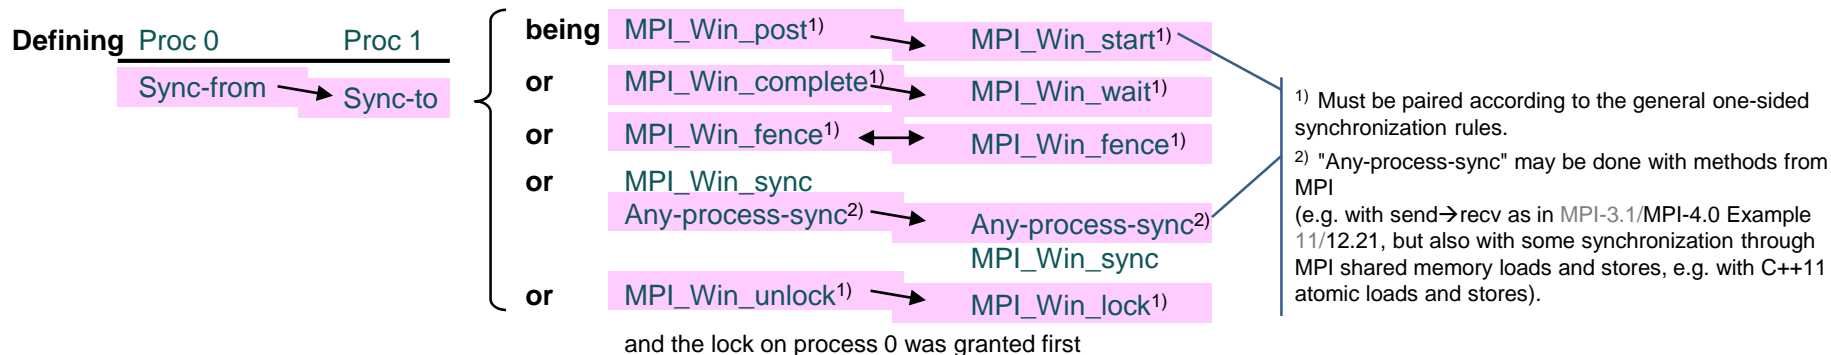 Defining Proc 0 Proc 1
Sync-from Sync-to
being MPI_Win_post1) MPI_Win_start1)
or MPI_Win_complete1) MPI_Win_wait1)
or MPI_Win_fence1) MPI_Win_fence1)
or MPI_Win_sync
Any-process-sync2) Any-process-sync2)
MPI_Win_sync
or MPI_Win_unlock1) MPI_Win_lock1)
and the lock on process 0 was granted first
1) Must be paired according to the general one-sided
synchronization rules.
2) "Any-process-sync" may be done with methods from
MPI
(e.g. with send→recv as in MPI-3.1/MPI-4.0 Example
11/12.21, but also with some synchronization through
MPI shared memory loads and stores, e.g. with C++11
atomic loads and stores).